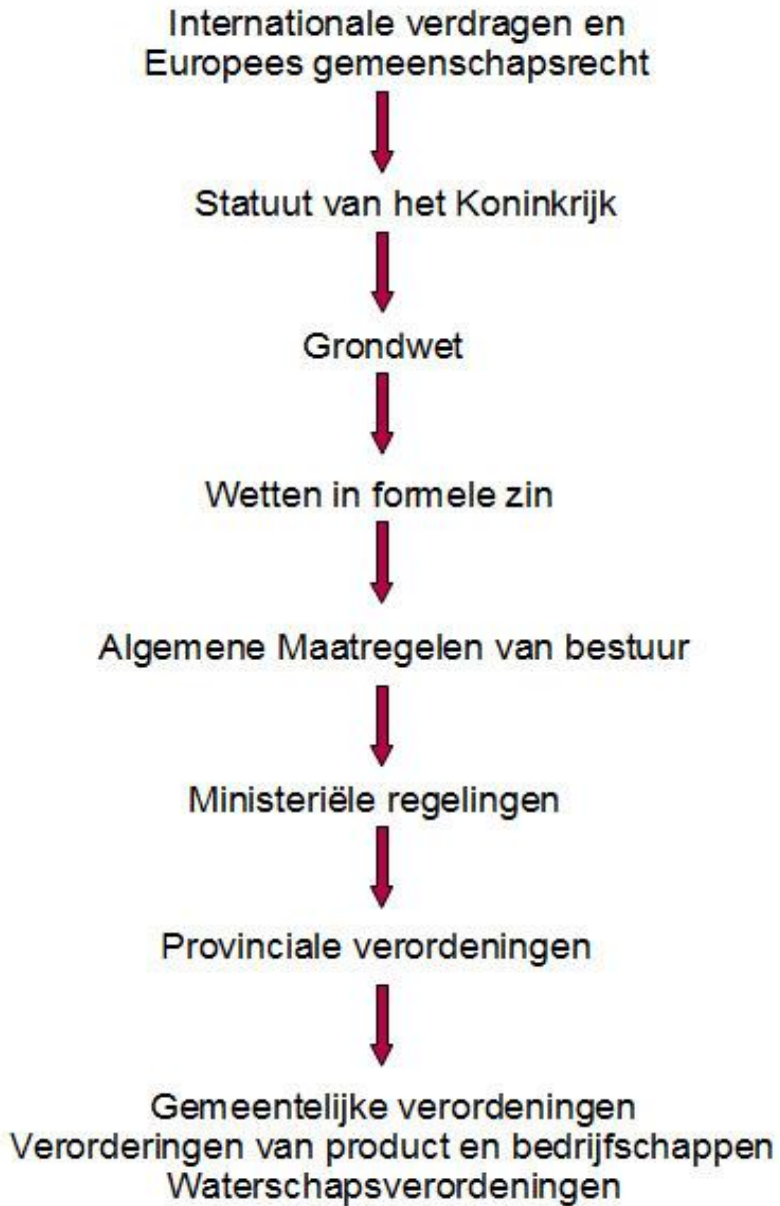 Internationale verdragen en
Europees gemeenschapsrecht
Statuut van het Koninkrijk
Grondwet
Wetten in formele zin
Algemene Maatregelen van bestuur
Ministeriële regelingen
Provinciale verordeningen
Gemeentelijke verordeningen
Verorderingen van product en bedrijfschappen
Waterschapsverordeningen